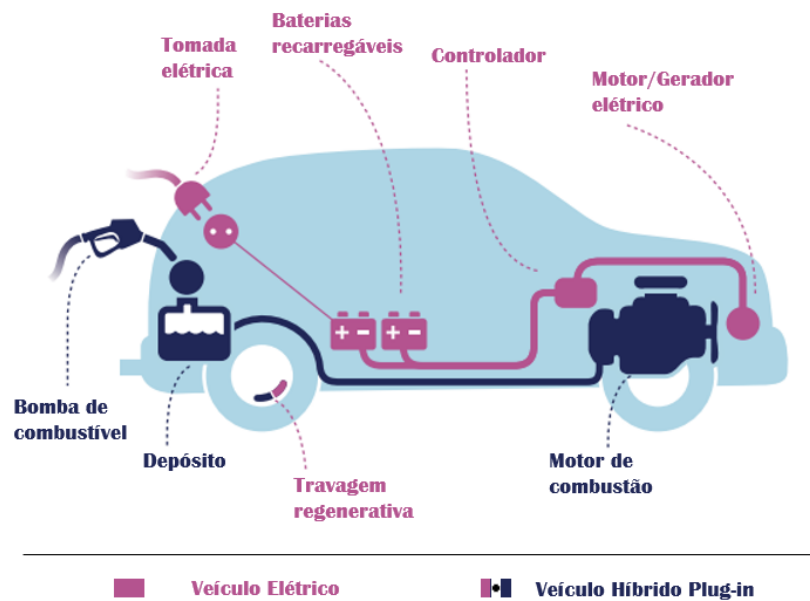 Baterias
recarregáveis
Tomada
elétrica
Controlador
Motor/Gerador
elétrico
+ - + -
Bomba de
combustível
Depósito
Travagem
regenerativa
Motor de
combustão
Veículo Elétrico
Veículo Híbrido Plug-in